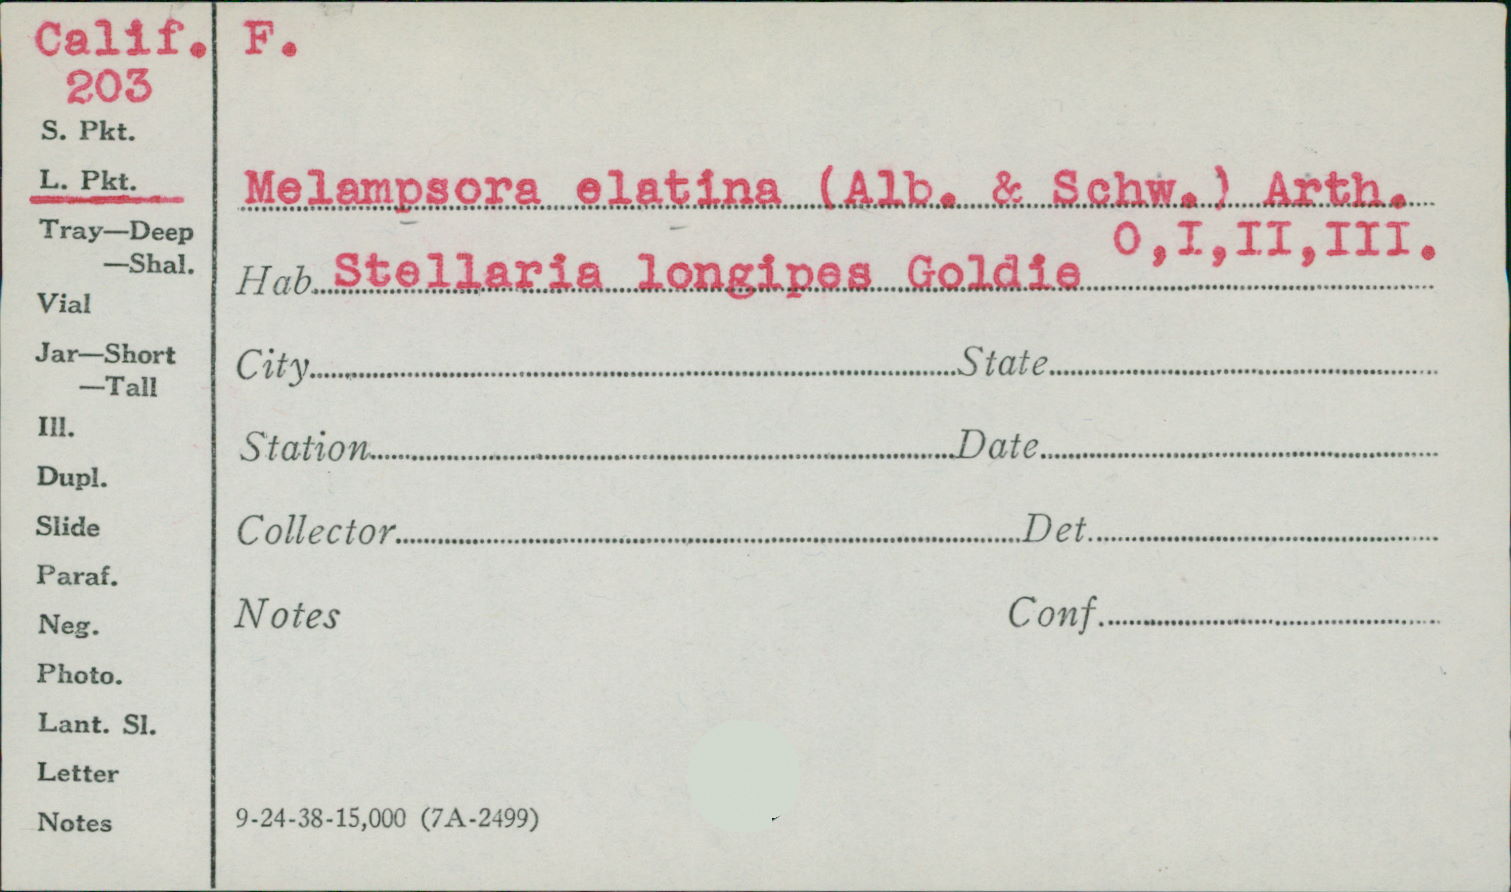 Calif.
203
S. Pkt.
L. Pkt.
Tray—Deep
—Shal.
Vial
Jar—Short
—Tall
Ill.
Dupl.
Slide
Paraf.
Neg.
Photo.
Lant. Sl.
Letter
Notes
F.
Melampsora elatina (Alb. & Schw.) Arth.
O,I,II,III.
Hab. Stellaria longipes Goldie
City State
Station Date
Collector Det.
Notes Conf.
9-24-38-15,000 (7A-2499)